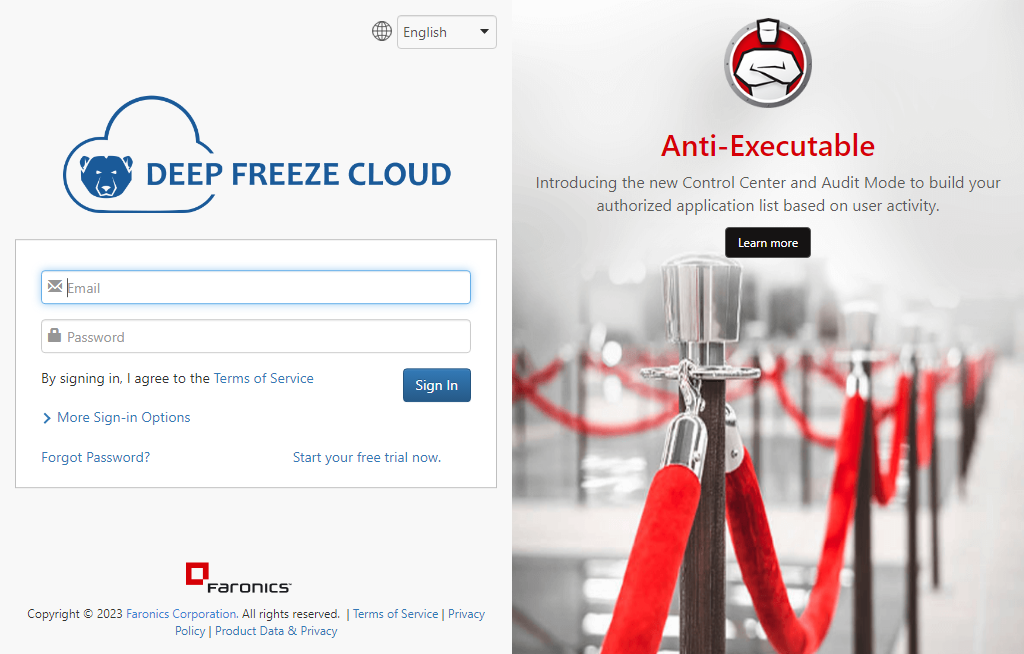 English
DEEP FREEZE CLOUD
Email
Password
By signing in, I agree to the Terms of Service
Sign In
More Sign-in Options
Forgot Password?
Start your free trial now.
FARONICS™
Copyright © 2023 Faronics Corporation. All rights reserved. | Terms of Service | Privacy
Policy | Product Data & Privacy
Anti-Executable
Introducing the new Control Center and Audit Mode to build your
authorized application list based on user activity.
Learn more